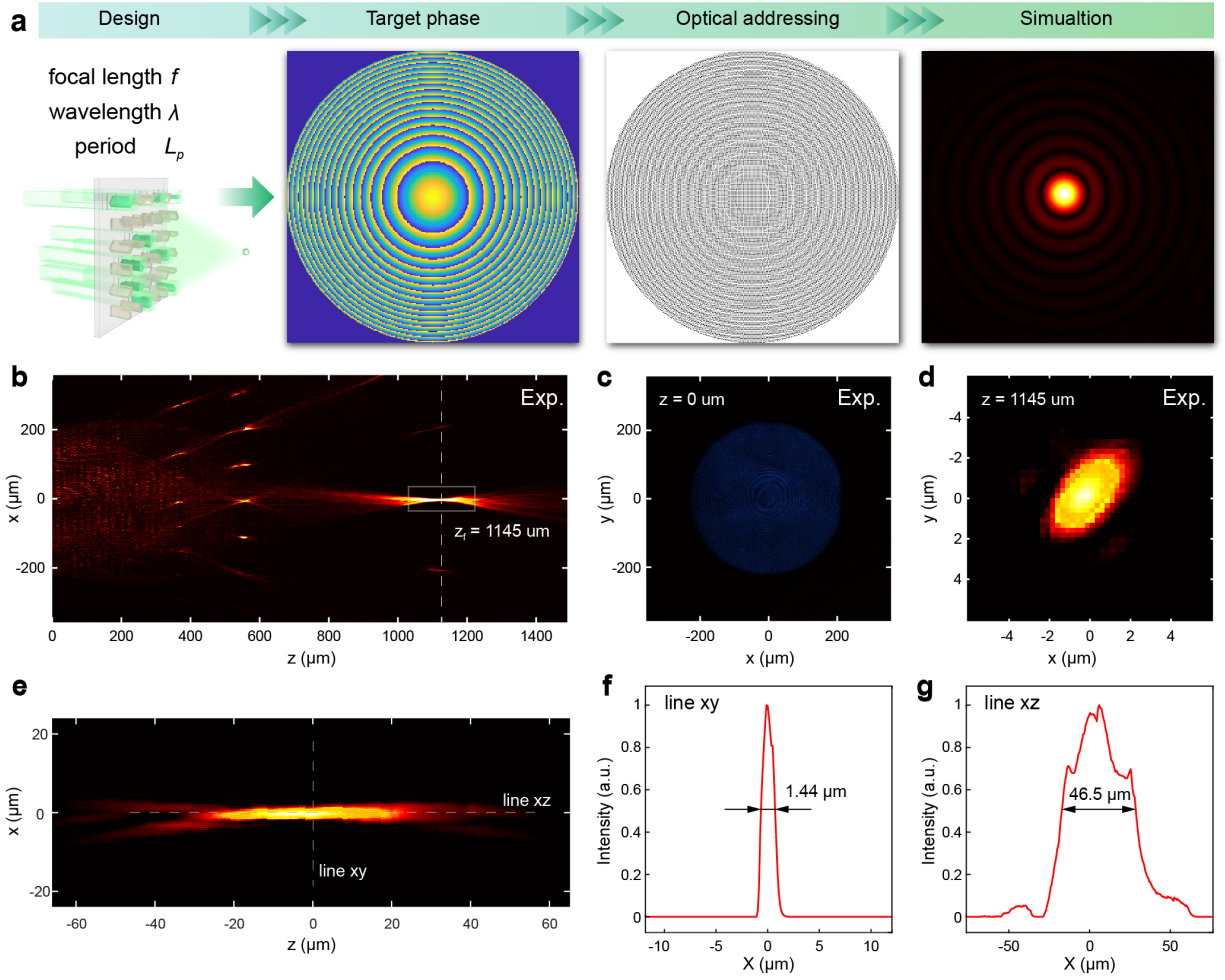 a
Design
Target phase
Optical addressing
Simualtion
focal length f
wavelength λ
period Lp
b
Exp.
zf = 1145 um
200
0
-200
x (μm)
0 200 400 600 800 1000 1200 1400
z (μm)
c
z = 0 um
Exp.
200
0
-200
y (μm)
-200 0 200
x (μm)
d
z = 1145 um
Exp.
-4
-2
0
2
4
y (μm)
-4 -2 0 2 4
x (μm)
e
20
0
-20
x (μm)
line xz
line xy
-60 -40 -20 0 20 40 60
z (μm)
f
line xy
1
0.8
0.6
0.4
0.2
0
Intensity (a.u.)
1.44 μm
-10 -5 0 5 10
X (μm)
g
line xz
1
0.8
0.6
0.4
0.2
0
Intensity (a.u.)
46.5 μm
-50 0 50
X (μm)